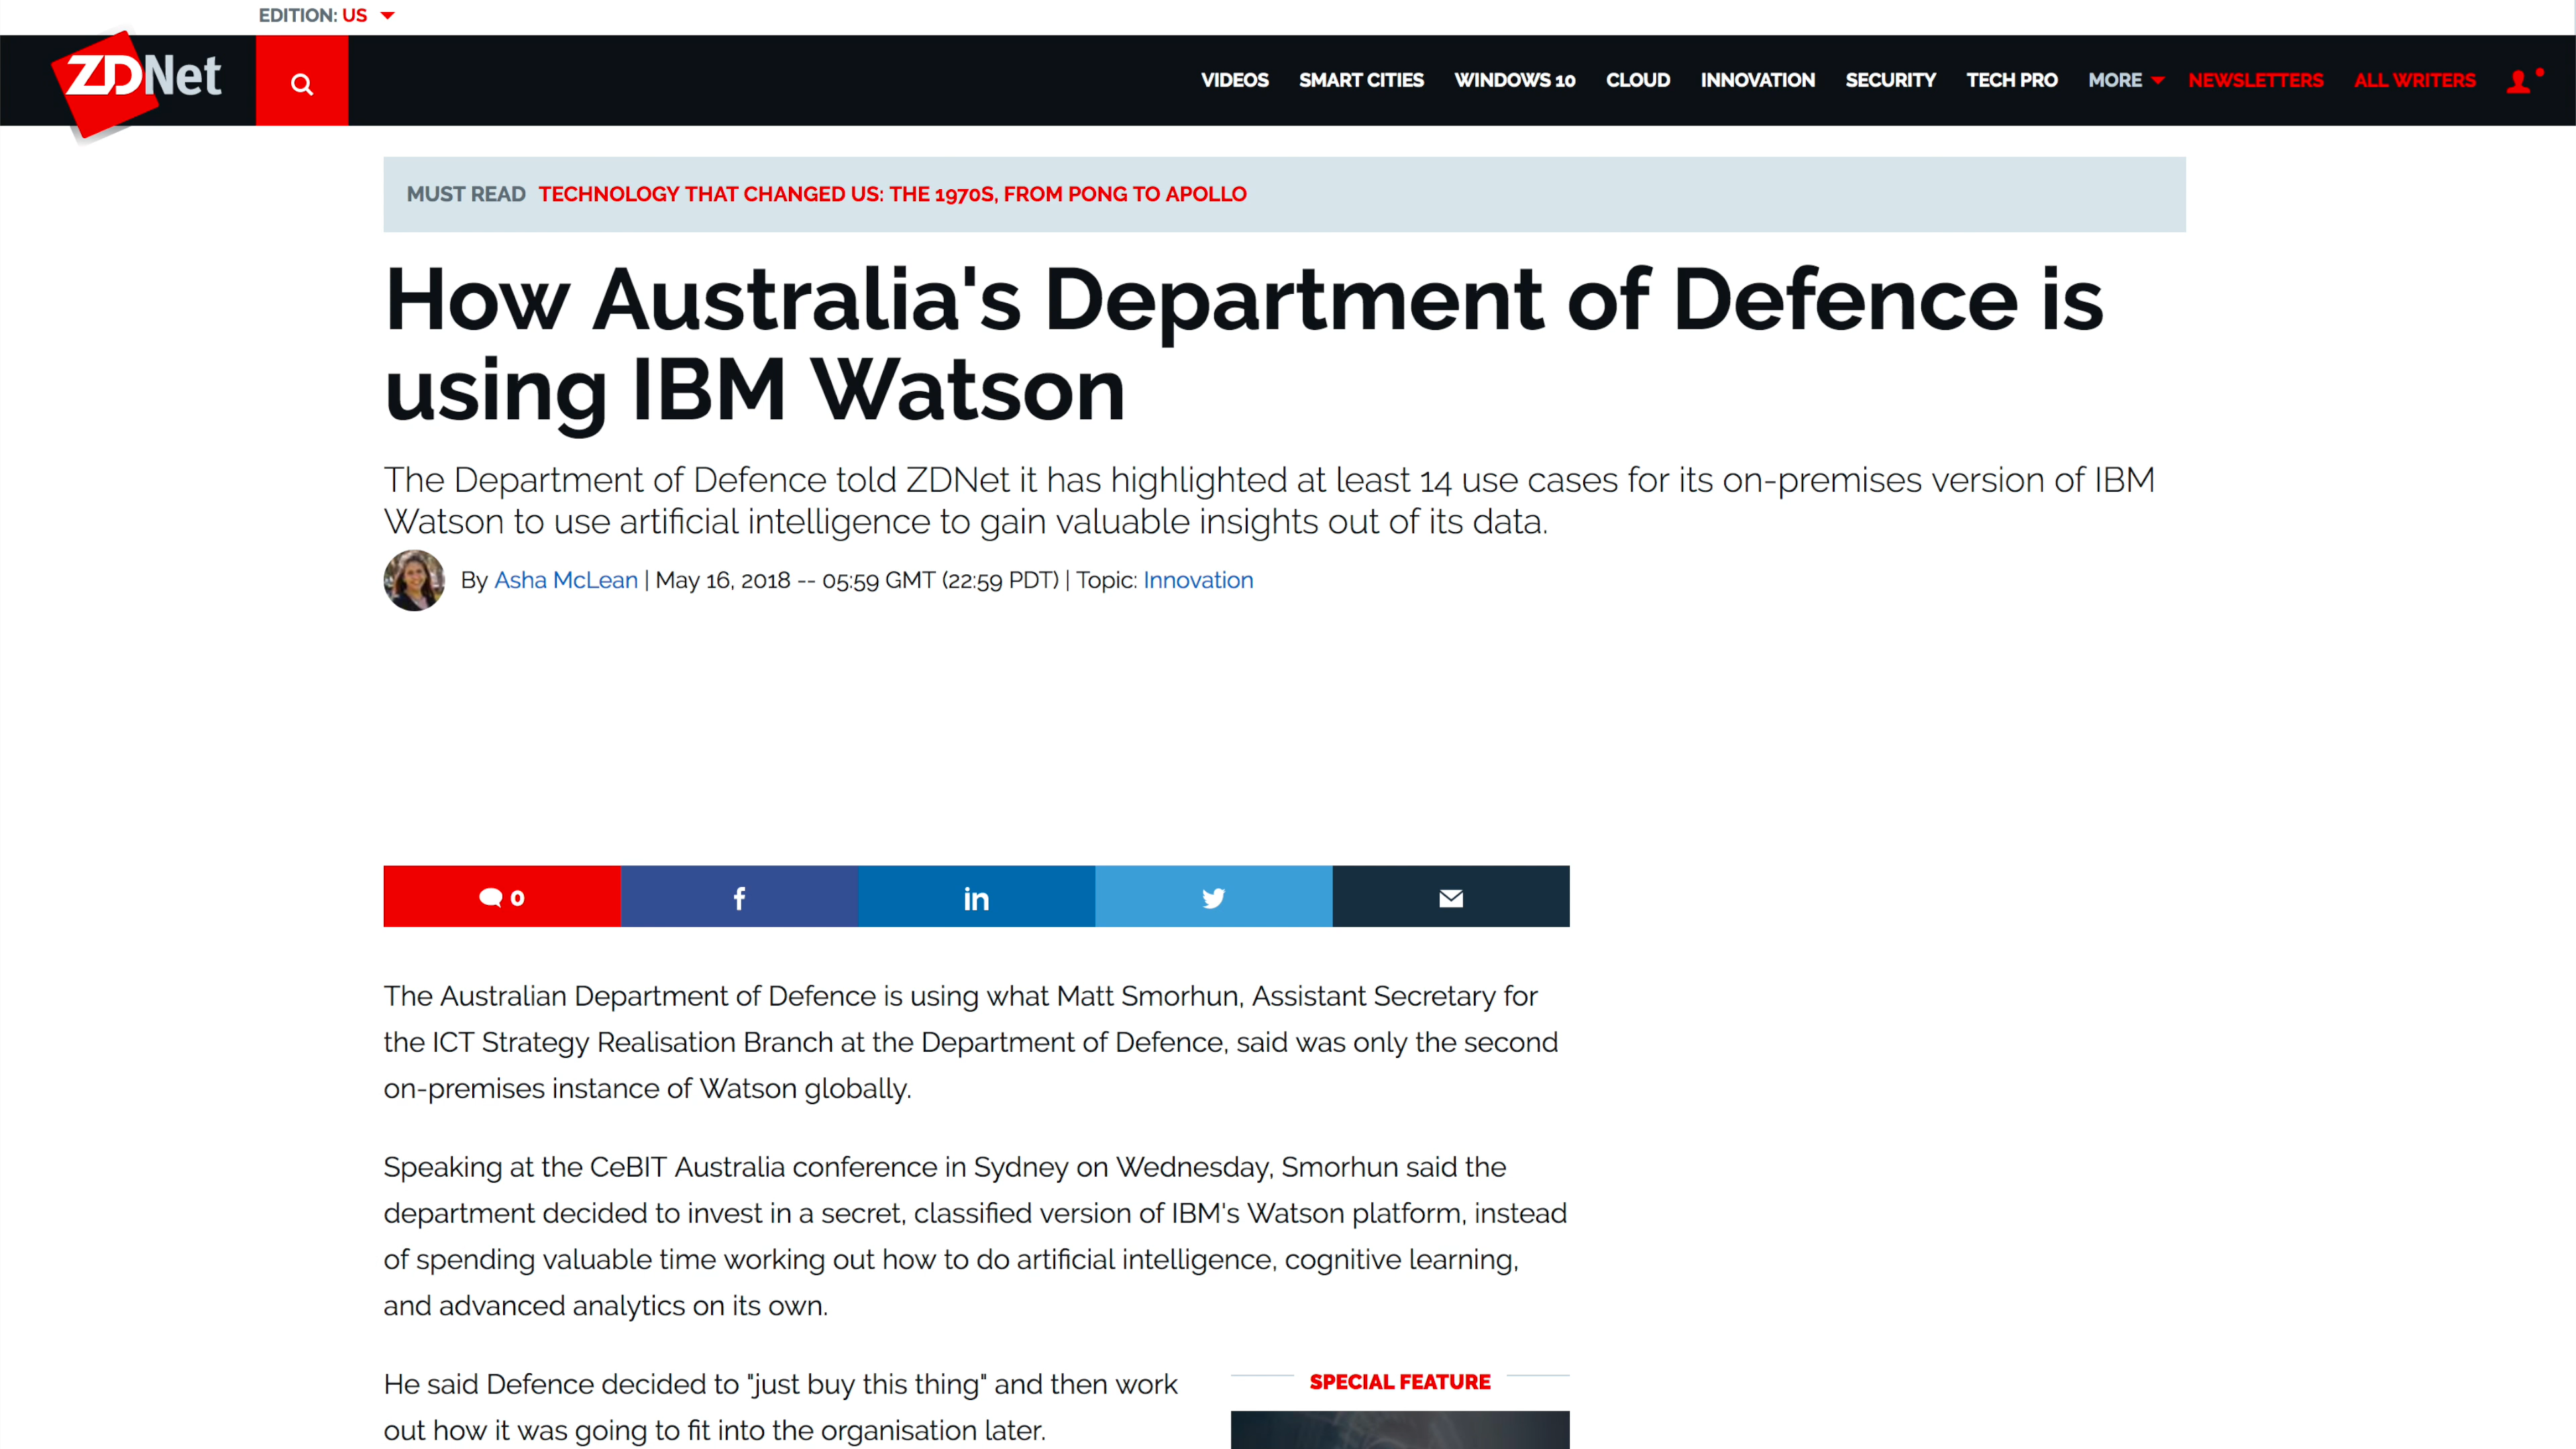 EDITION: US
ZDNet
VIDEOS SMART CITIES WINDOWS 10 CLOUD INNOVATION SECURITY TECH PRO MORE NEWSLETTERS ALL WRITERS
MUST READ TECHNOLOGY THAT CHANGED US: THE 1970S, FROM PONG TO APOLLO
How Australia's Department of Defence is
using IBM Watson
The Department of Defence told ZDNet it has highlighted at least 14 use cases for its on-premises version of IBM
Watson to use artificial intelligence to gain valuable insights out of its data.
By Asha McLean | May 16, 2018 -- 05:59 GMT (22:59 PDT) | Topic: Innovation
0
f
in
The Australian Department of Defence is using what Matt Smorhun, Assistant Secretary for
the ICT Strategy Realisation Branch at the Department of Defence, said was only the second
on-premises instance of Watson globally.
Speaking at the CeBIT Australia conference in Sydney on Wednesday, Smorhun said the
department decided to invest in a secret, classified version of IBM's Watson platform, instead
of spending valuable time working out how to do artificial intelligence, cognitive learning,
and advanced analytics on its own.
He said Defence decided to "just buy this thing" and then work
out how it was going to fit into the organisation later.
SPECIAL FEATURE